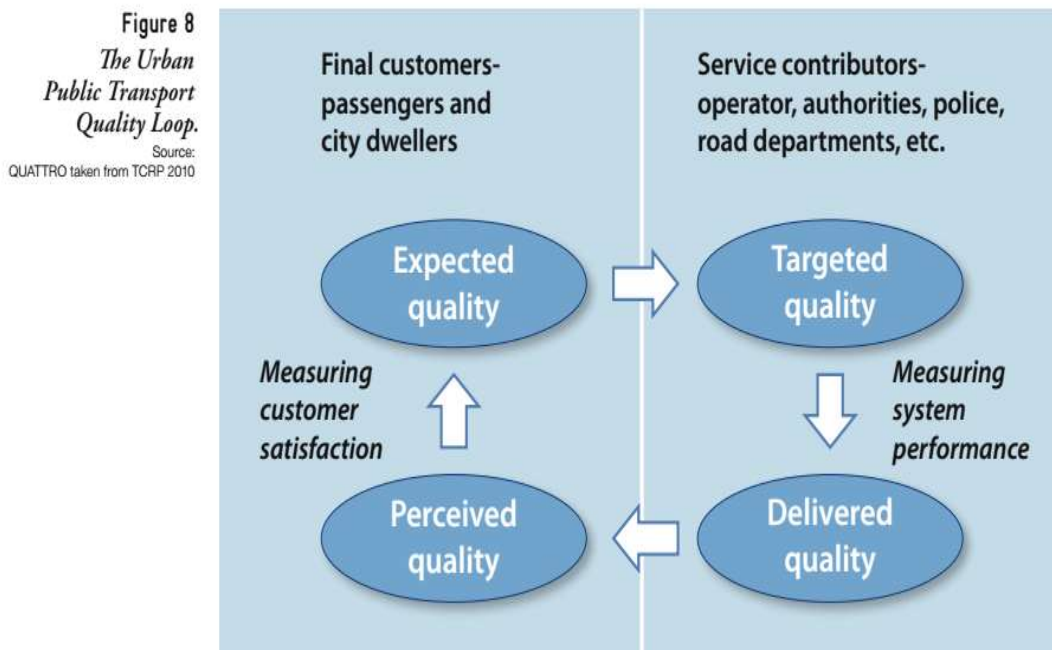 Figure 8
The Urban
Public Transport
Quality Loop.
Source:
QUATTRO taken from TCRP 2010
Final customers-
passengers and
city dwellers
Service contributors-
operator, authorities, police,
road departments, etc.
Expected
quality
Targeted
quality
Measuring
customer
satisfaction
Measuring
system
performance
Perceived
quality
Delivered
quality